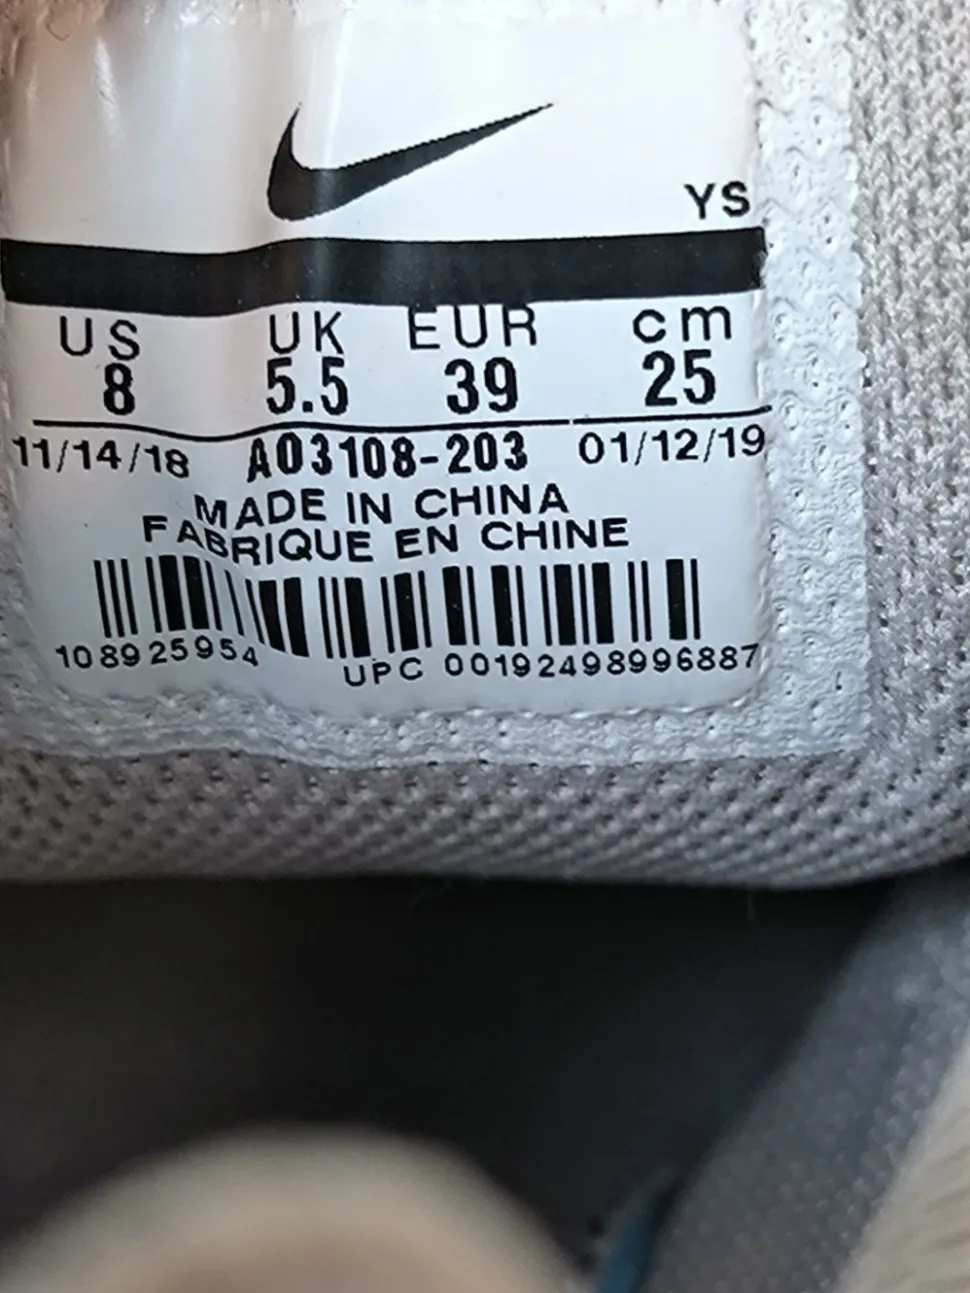 YS
US UK EUR cm
8 5.5 39 25
11/14/18 AO3108-203 01/12/19
MADE IN CHINA
FABRIQUE EN CHINE
108925954 UPC 00192498996887